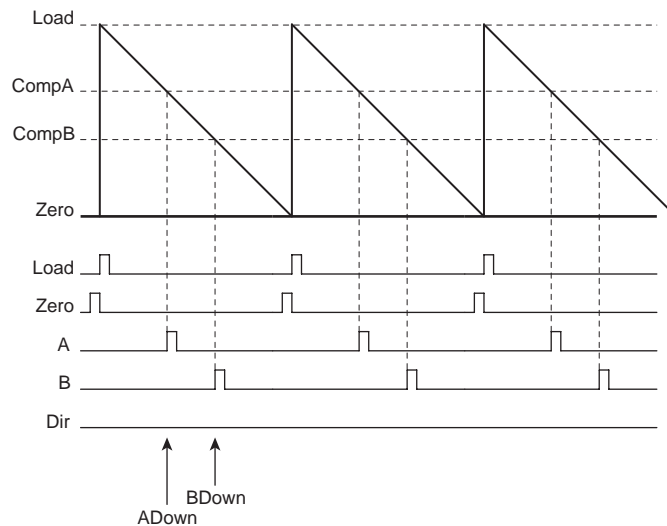 Load
CompA
CompB
Zero
Load
Zero
A
B
Dir
BDown
ADown